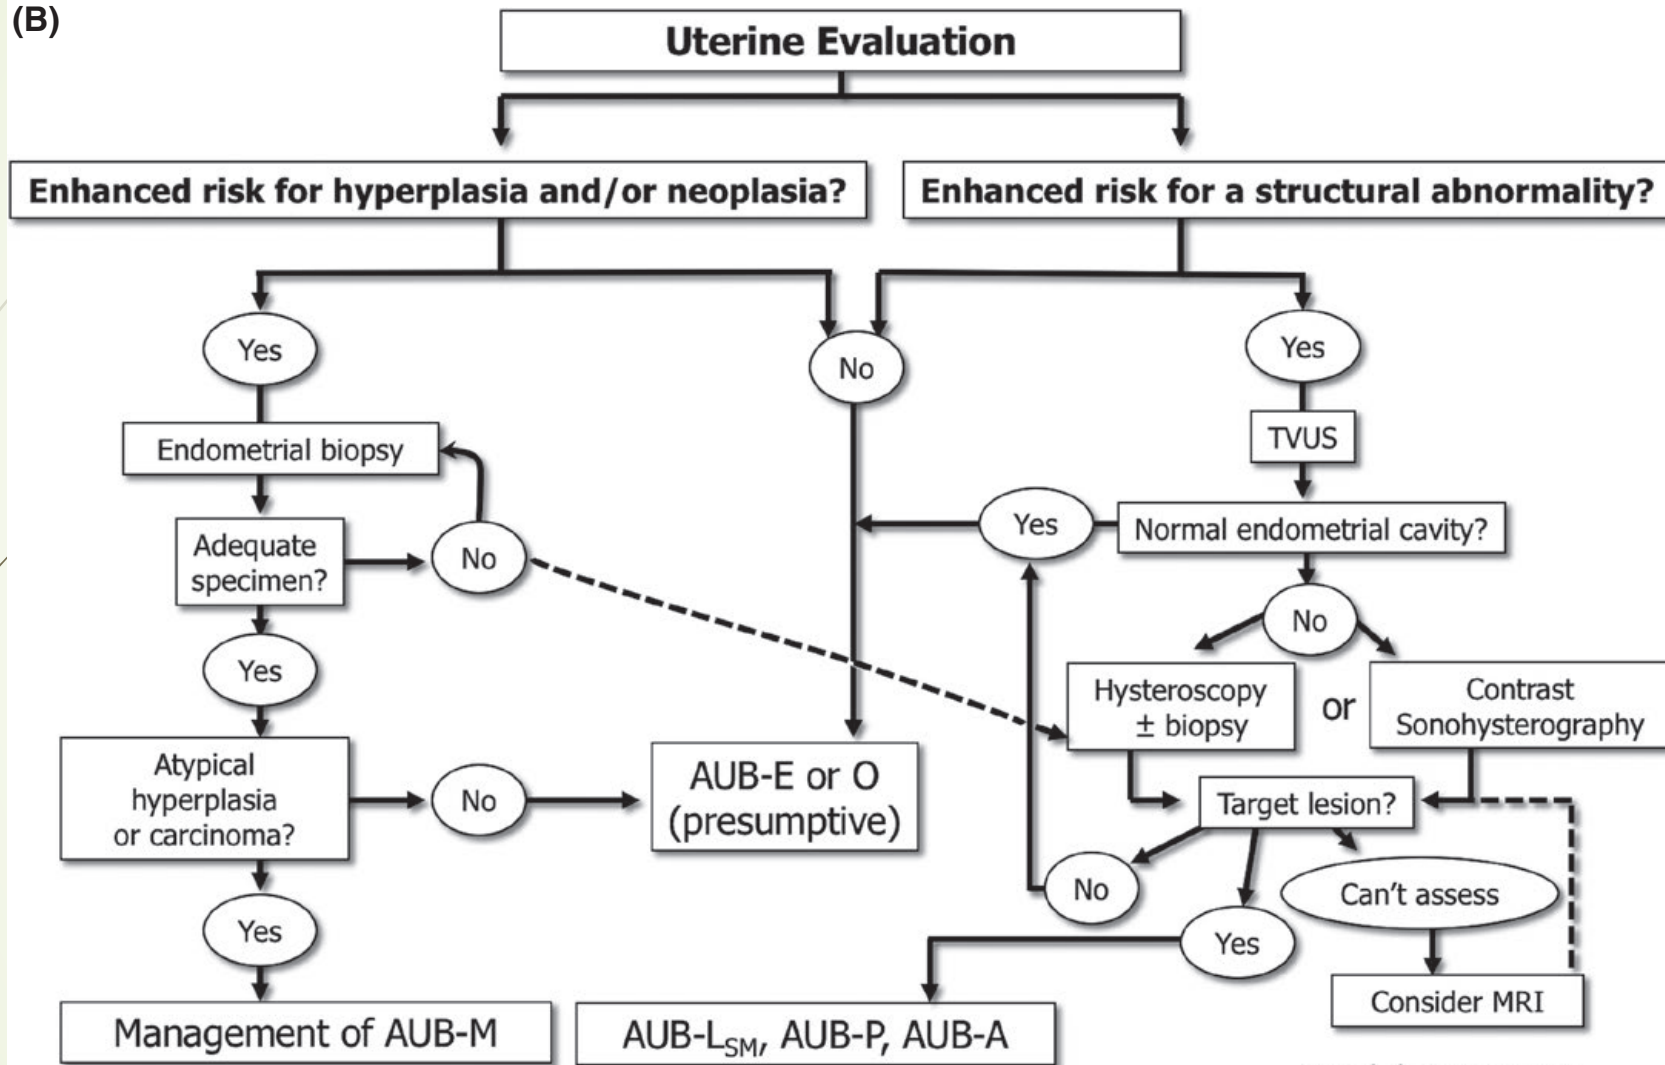 (B)
Uterine Evaluation
Enhanced risk for hyperplasia and/or neoplasia?
Enhanced risk for a structural abnormality?
Yes
No
Yes
Endometrial biopsy
TVUS
Adequate
specimen?
No
Yes
Normal endometrial cavity?
No
Yes
Hysteroscopy
± biopsy
or
Contrast
Sonohysterography
Atypical
hyperplasia
or carcinoma?
No
AUB-E or O
(presumptive)
Target lesion?
No
Can't assess
Yes
Yes
Consider MRI
Management of AUB-M
AUB-LSM, AUB-P, AUB-A